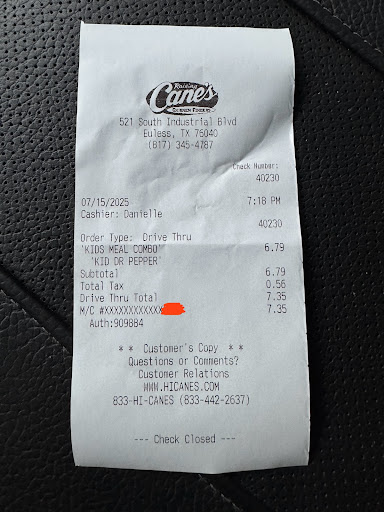 Raising
Cane's
CHICKEN FINGERS
521 South Industrial Blvd
Euless, TX 76040
(817) 345-4787
Check Number:
40230
07/15/2025 7:18 PM
Cashier: Danielle
40230
Order Type: Drive Thru
'KIDS MEAL COMBO' 6.79
'KID DR PEPPER'
Subtotal 6.79
Total Tax 0.56
Drive Thru Total 7.35
M/C #XXXXXXXXXXXX 7.35
Auth:909884
* * Customer's Copy * *
Questions or Comments?
Customer Relations
WWW.HICANES.COM
833-HI-CANES (833-442-2637)
--- Check Closed ---